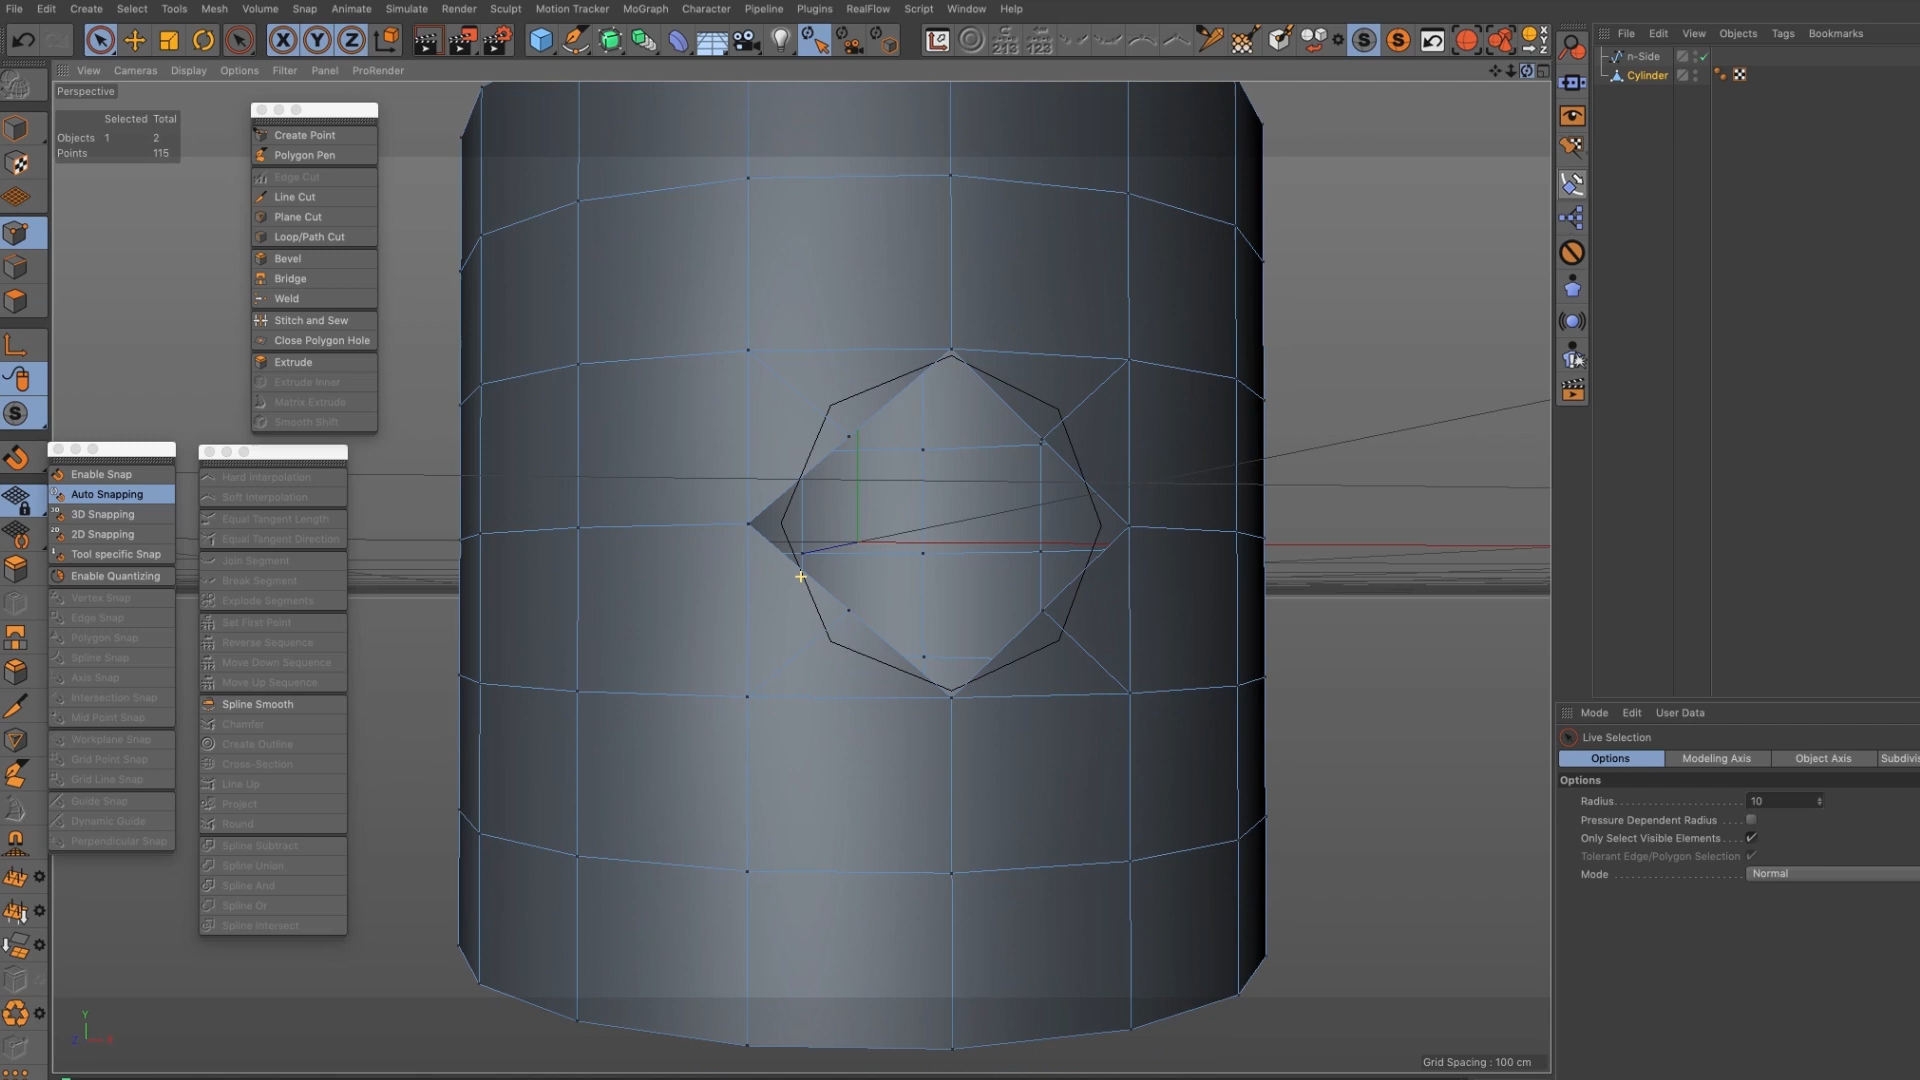 File Edit Create Select Tools Mesh Volume Snap Animate Simulate Render Sculpt Motion Tracker MoGraph Character Pipeline Plugins RealFlow Script Window Help
X Y Z
213 123
S S
X Y Z
File Edit View Objects Tags Bookmarks
n-Side
Cylinder
View Cameras Display Options Filter Panel ProRender
Perspective
Selected Total
Objects 1 2
Points 115
Create Point
Polygon Pen
Edge Cut
Line Cut
Plane Cut
Loop/Path Cut
Bevel
Bridge
Weld
Stitch and Sew
Close Polygon Hole
Extrude
Extrude Inner
Matrix Extrude
Smooth Shift
Enable Snap
Auto Snapping
3D Snapping
2D Snapping
Tool specific Snap
Enable Quantizing
Vertex Snap
Edge Snap
Polygon Snap
Spline Snap
Axis Snap
Intersection Snap
Mid Point Snap
Workplane Snap
Grid Point Snap
Grid Line Snap
Guide Snap
Dynamic Guide
Perpendicular Snap
Hard Interpolation
Soft Interpolation
Equal Tangent Length
Equal Tangent Direction
Join Segment
Break Segment
Explode Segments
Set First Point
Reverse Sequence
Move Down Sequence
Move Up Sequence
Spline Smooth
Chamfer
Create Outline
Cross-Section
Line Up
Project
Round
Spline Subtract
Spline Union
Spline And
Spline Or
Spline Intersect
Y
Z
Grid Spacing : 100 cm
Mode Edit User Data
Live Selection
Options Modeling Axis Object Axis Subdivis
Options
Radius 10
Pressure Dependent Radius
Only Select Visible Elements
Tolerant Edge/Polygon Selection
Mode Normal